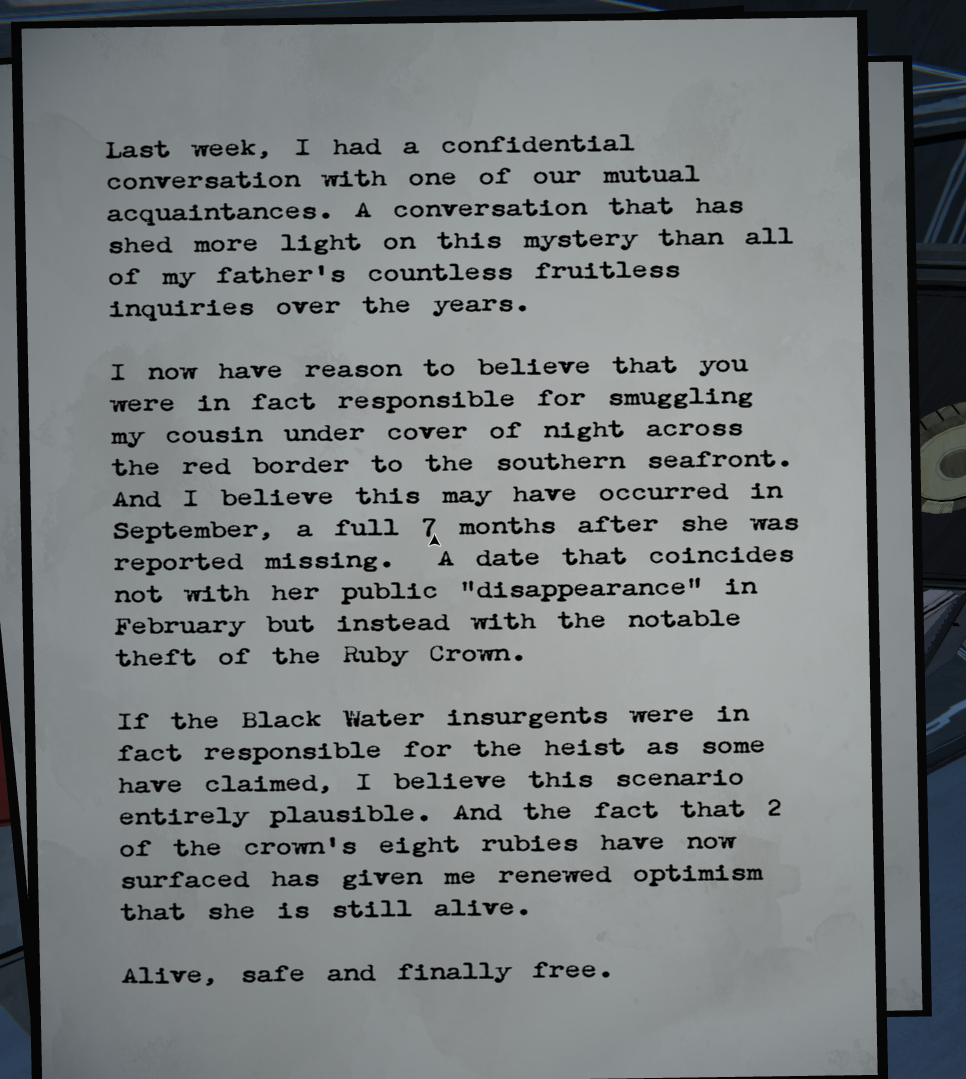 Last week, I had a confidential
conversation with one of our mutual
acquaintances. A conversation that has
shed more light on this mystery than all
of my father's countless fruitless
inquiries over the years.
I now have reason to believe that you
were in fact responsible for smuggling
my cousin under cover of night across
the red border to the southern seafront.
And I believe this may have occurred in
September, a full 7 months after she was
reported missing. A date that coincides
not with her public "disappearance" in
February but instead with the notable
theft of the Ruby Crown.
If the Black Water insurgents were in
fact responsible for the heist as some
have claimed, I believe this scenario
entirely plausible. And the fact that 2
of the crown's eight rubies have now
surfaced has given me renewed optimism
that she is still alive.
Alive, safe and finally free.